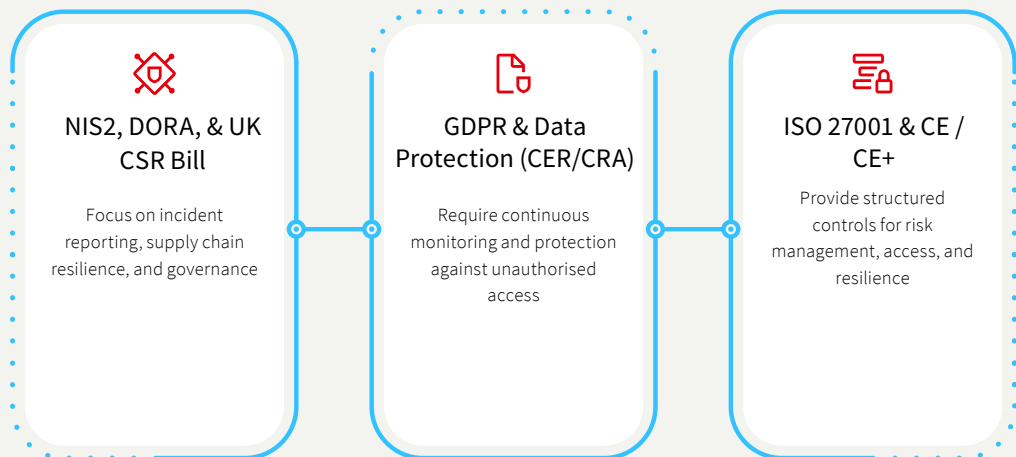 NIS2, DORA, & UK
CSR Bill
Focus on incident
reporting, supply chain
resilience, and governance
GDPR & Data
Protection (CER/CRA)
Require continuous
monitoring and protection
against unauthorised
access
ISO 27001 & CE /
CE+
Provide structured
controls for risk
management, access, and
resilience